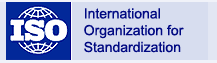 ISO
International
Organization for
Standardization